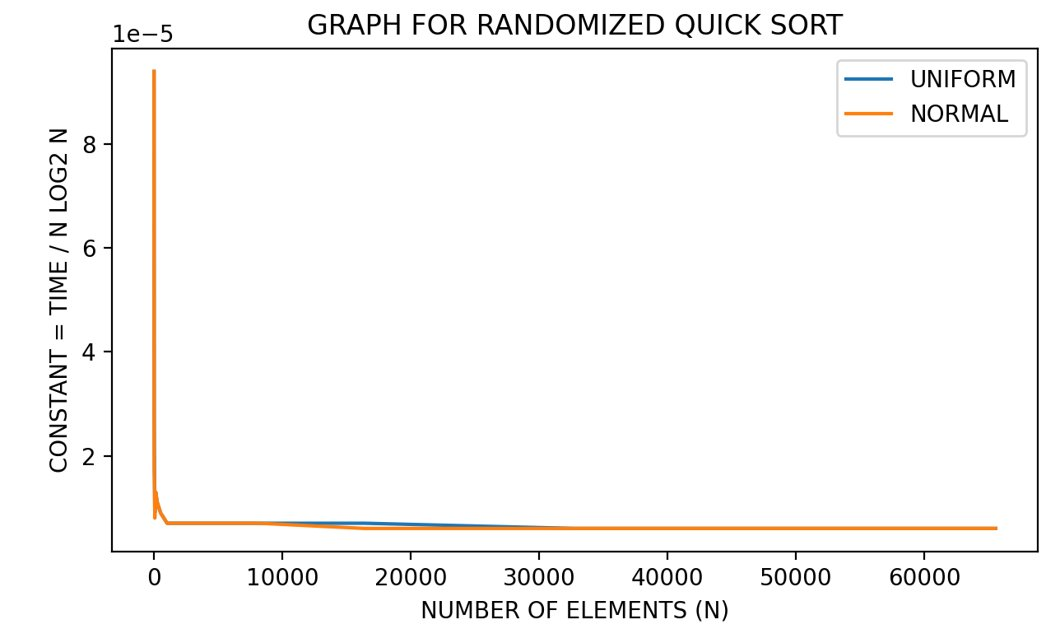 GRAPH FOR RANDOMIZED QUICK SORT
1e−5
UNIFORM
NORMAL
CONSTANT = TIME / N LOG2 N
8
6
4
2
0 10000 20000 30000 40000 50000 60000
NUMBER OF ELEMENTS (N)